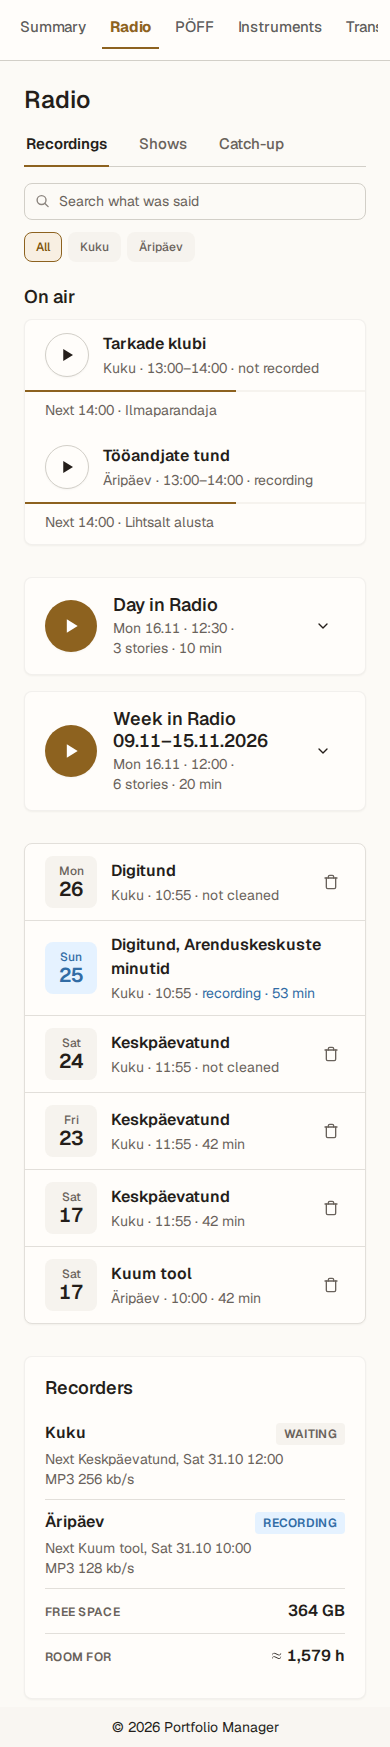 Summary Radio PÖFF Instruments Trans
Radio
Recordings Shows Catch-up
Search what was said
All Kuku Äripäev
On air
Tarkade klubi
Kuku · 13:00–14:00 · not recorded
Next 14:00 · Ilmaparandaja
Tööandjate tund
Äripäev · 13:00–14:00 · recording
Next 14:00 · Lihtsalt alusta
Day in Radio
Mon 16.11 · 12:30 ·
3 stories · 10 min
Week in Radio
09.11–15.11.2026
Mon 16.11 · 12:00 ·
6 stories · 20 min
Mon
26
Digitund
Kuku · 10:55 · not cleaned
Sun
25
Digitund, Arenduskeskuste
minutid
Kuku · 10:55 · recording · 53 min
Sat
24
Keskpäevatund
Kuku · 11:55 · not cleaned
Fri
23
Keskpäevatund
Kuku · 11:55 · 42 min
Sat
17
Keskpäevatund
Kuku · 11:55 · 42 min
Sat
17
Kuum tool
Äripäev · 10:00 · 42 min
Recorders
Kuku WAITING
Next Keskpäevatund, Sat 31.10 12:00
MP3 256 kb/s
Äripäev RECORDING
Next Kuum tool, Sat 31.10 10:00
MP3 128 kb/s
FREE SPACE 364 GB
ROOM FOR ≈ 1,579 h
© 2026 Portfolio Manager